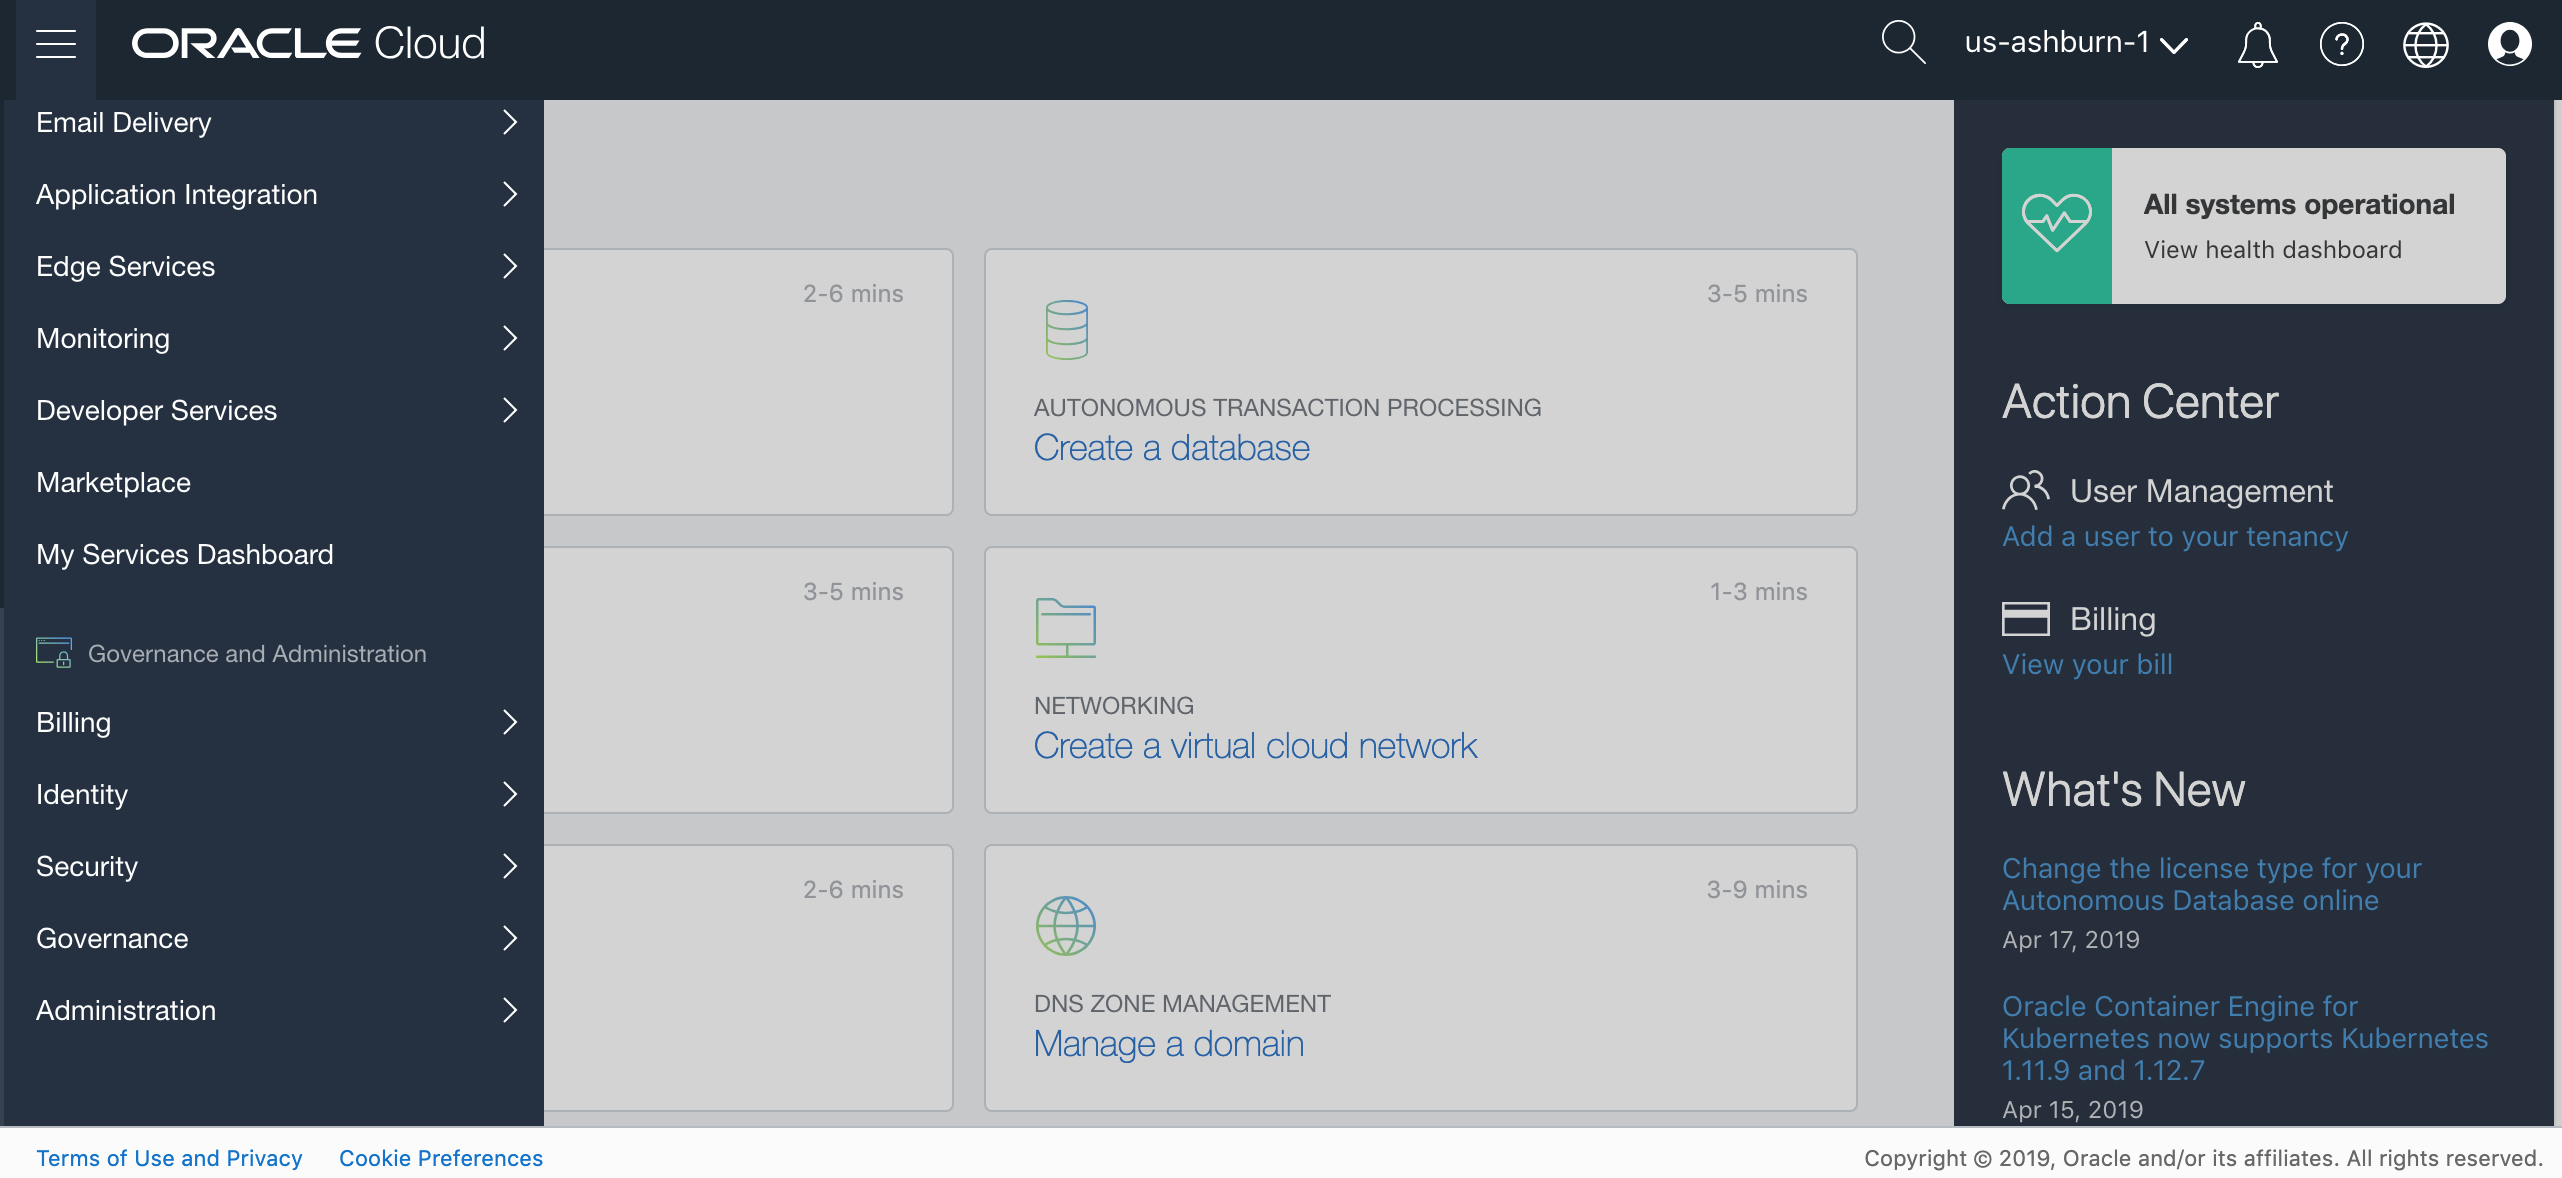 ORACLE Cloud
us-ashburn-1
Email Delivery
Application Integration
Edge Services
Monitoring
Developer Services
Marketplace
My Services Dashboard
Governance and Administration
Billing
Identity
Security
Governance
Administration
2-6 mins
3-5 mins
AUTONOMOUS TRANSACTION PROCESSING
Create a database
3-5 mins
1-3 mins
NETWORKING
Create a virtual cloud network
2-6 mins
3-9 mins
DNS ZONE MANAGEMENT
Manage a domain
All systems operational
View health dashboard
Action Center
User Management
Add a user to your tenancy
Billing
View your bill
What's New
Change the license type for your
Autonomous Database online
Apr 17, 2019
Oracle Container Engine for
Kubernetes now supports Kubernetes
1.11.9 and 1.12.7
Apr 15, 2019
Terms of Use and Privacy
Cookie Preferences
Copyright © 2019, Oracle and/or its affiliates. All rights reserved.